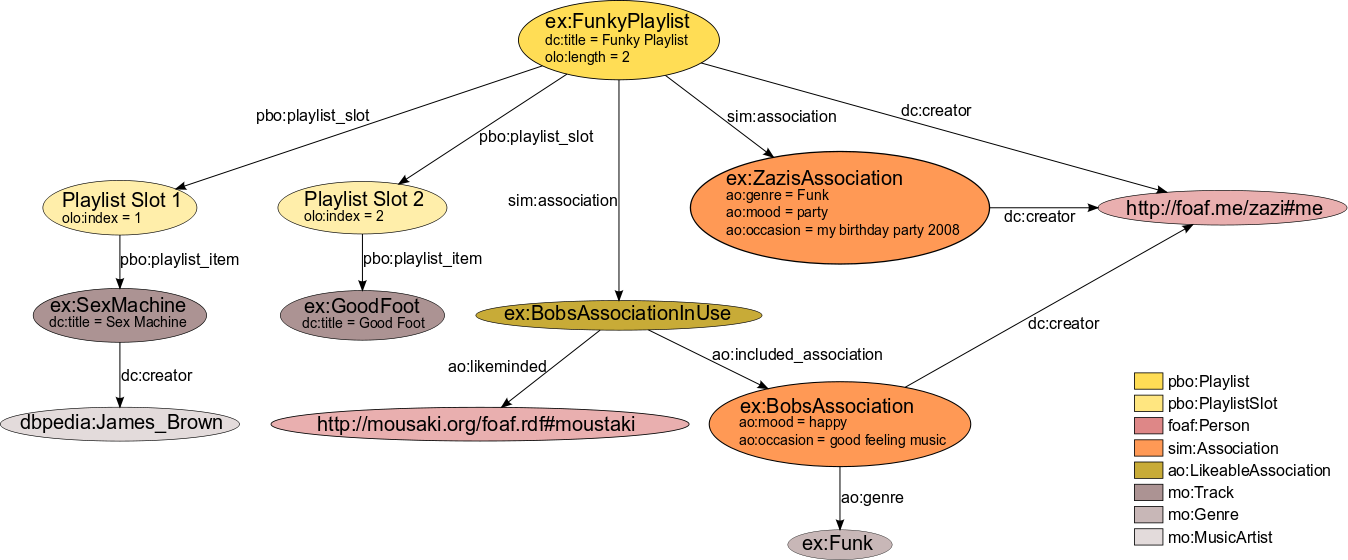 ex:FunkyPlaylist
dc:title = Funky Playlist
olo:length = 2
pbo:playlist_slot
pbo:playlist_slot
sim:association
sim:association
dc:creator
Playlist Slot 1
olo:index = 1
Playlist Slot 2
olo:index = 2
ex:ZazisAssociation
ao:genre = Funk
ao:mood = party
ao:occasion = my birthday party 2008
dc:creator
http://foaf.me/zazi#me
pbo:playlist_item
pbo:playlist_item
ex:SexMachine
dc:title = Sex Machine
ex:GoodFoot
dc:title = Good Foot
ex:BobsAssociationInUse
dc:creator
ao:likeminded
ao:included_association
dc:creator
dbpedia:James_Brown
http://mousaki.org/foaf.rdf#moustaki
ex:BobsAssociation
ao:mood = happy
ao:occasion = good feeling music
ao:genre
ex:Funk
pbo:Playlist
pbo:PlaylistSlot
foaf:Person
sim:Association
ao:LikeableAssociation
mo:Track
mo:Genre
mo:MusicArtist